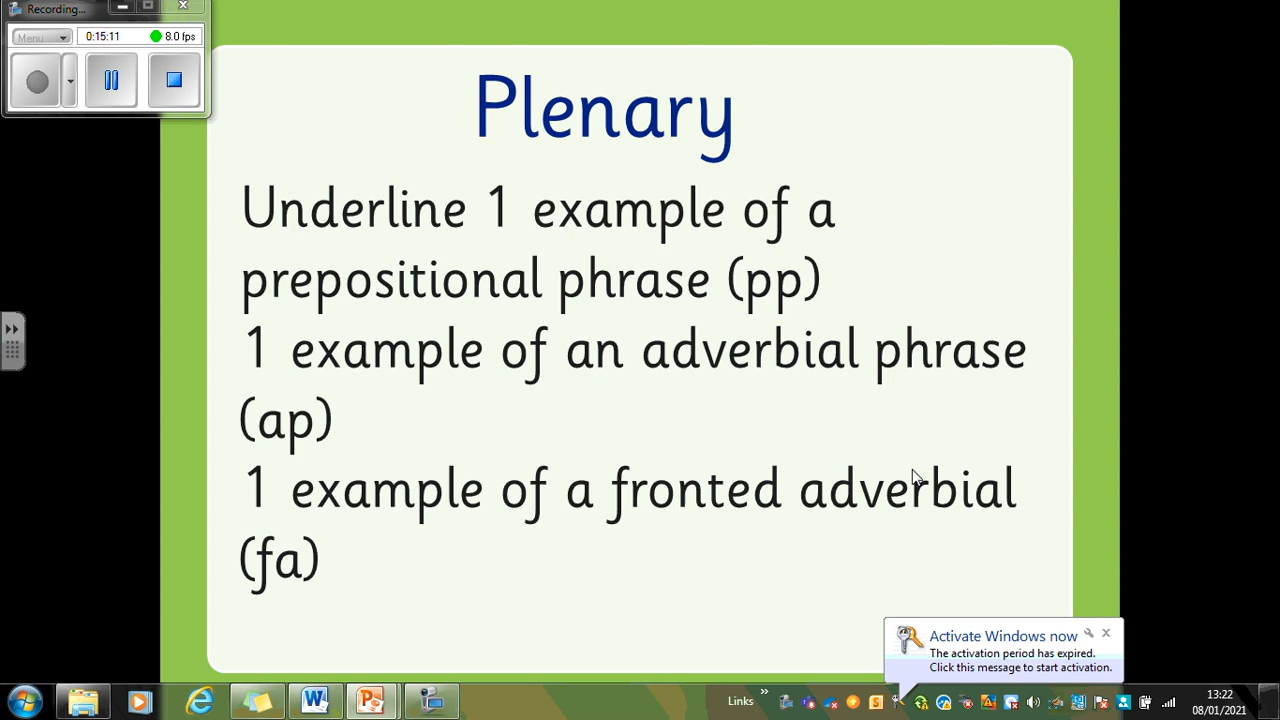 Recording...
Menu
0:15:11
8.0 fps
Plenary
Underline 1 example of a
prepositional phrase (pp)
1 example of an adverbial phrase
(ap)
1 example of a fronted adverbial
(fa)
Activate Windows now
The activation period has expired.
Click this message to start activation.
Links
13:22
08/01/2021